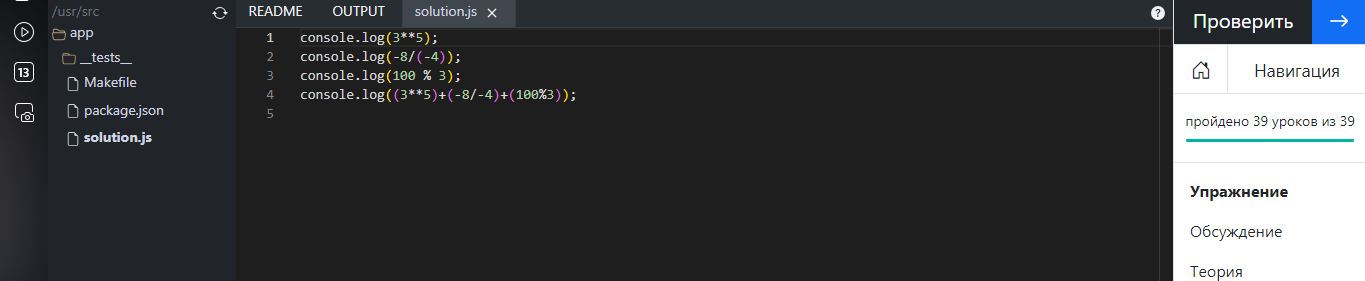 /usr/src
app
__tests__
Makefile
package.json
solution.js
13
README OUTPUT solution.js ×
?
1 console.log(3**5);
2 console.log(-8/(-4));
3 console.log(100 % 3);
4 console.log((3**5)+(-8/-4)+(100%3));
5
Проверить →
Навигация
пройдено 39 уроков из 39
Упражнение
Обсуждение
Теория